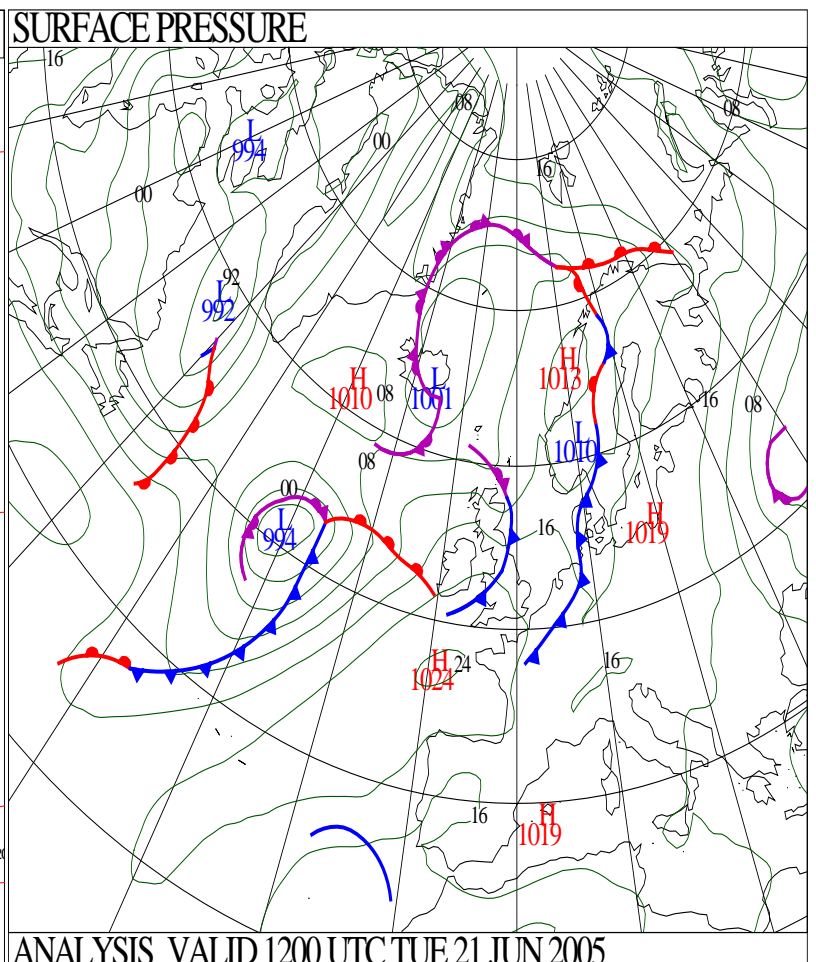 SURFACE PRESSURE
16
08
08
L
994
00
16
00
92
L
992
H
1010
08
L
1001
H
1013
16
08
L
1010
08
00
L
994
16
H
1019
H
1024
24
16
16
H
1019
ANALYSIS VALID 1200 UTC TUE 21 JUN 2005